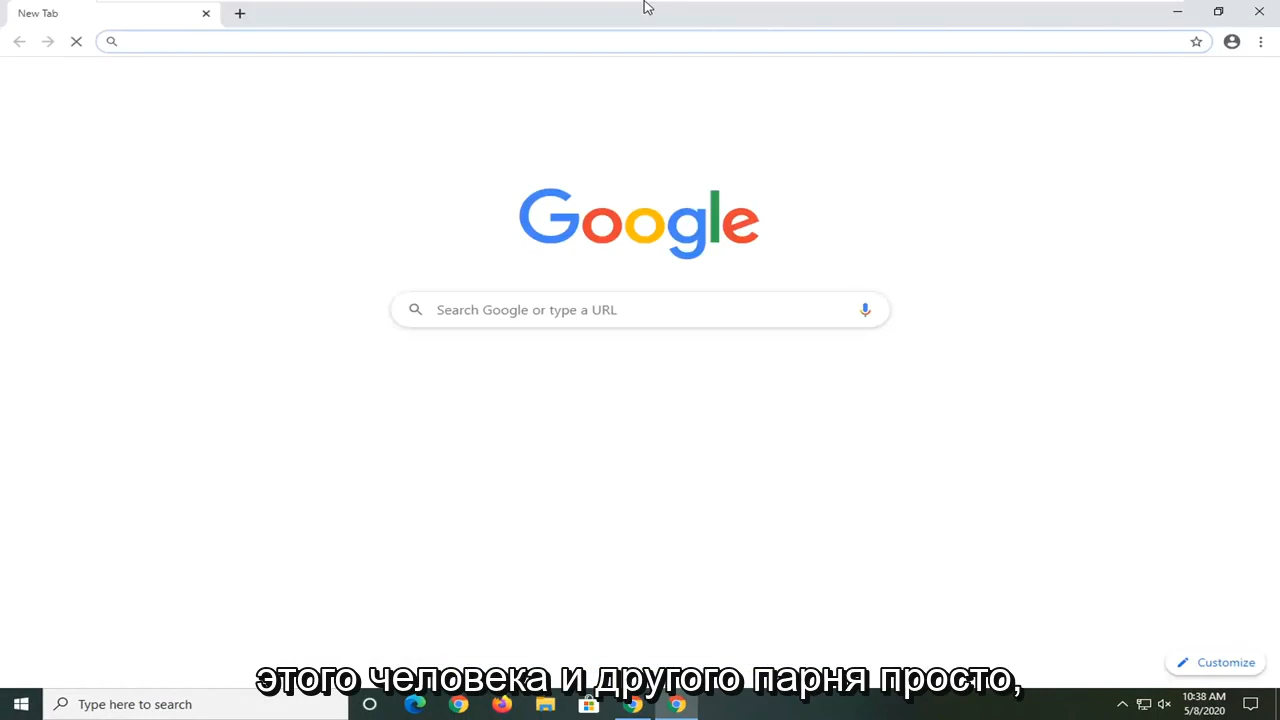 New Tab
Google
Search Google or type a URL
Customize
этого человека и другого парня просто,
Type here to search
10:38 AM
5/8/2020